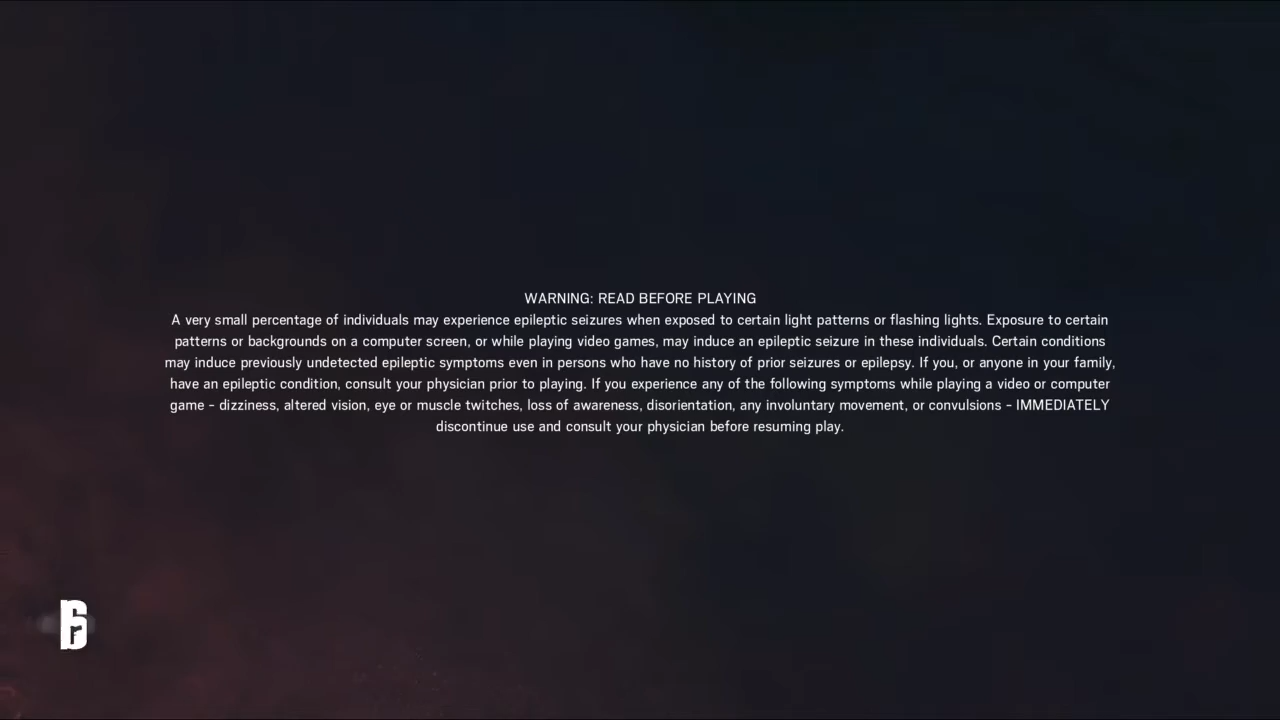 WARNING: READ BEFORE PLAYING
A very small percentage of individuals may experience epileptic seizures when exposed to certain light patterns or flashing lights. Exposure to certain
patterns or backgrounds on a computer screen, or while playing video games, may induce an epileptic seizure in these individuals. Certain conditions
may induce previously undetected epileptic symptoms even in persons who have no history of prior seizures or epilepsy. If you, or anyone in your family,
have an epileptic condition, consult your physician prior to playing. If you experience any of the following symptoms while playing a video or computer
game - dizziness, altered vision, eye or muscle twitches, loss of awareness, disorientation, any involuntary movement, or convulsions - IMMEDIATELY
discontinue use and consult your physician before resuming play.
6